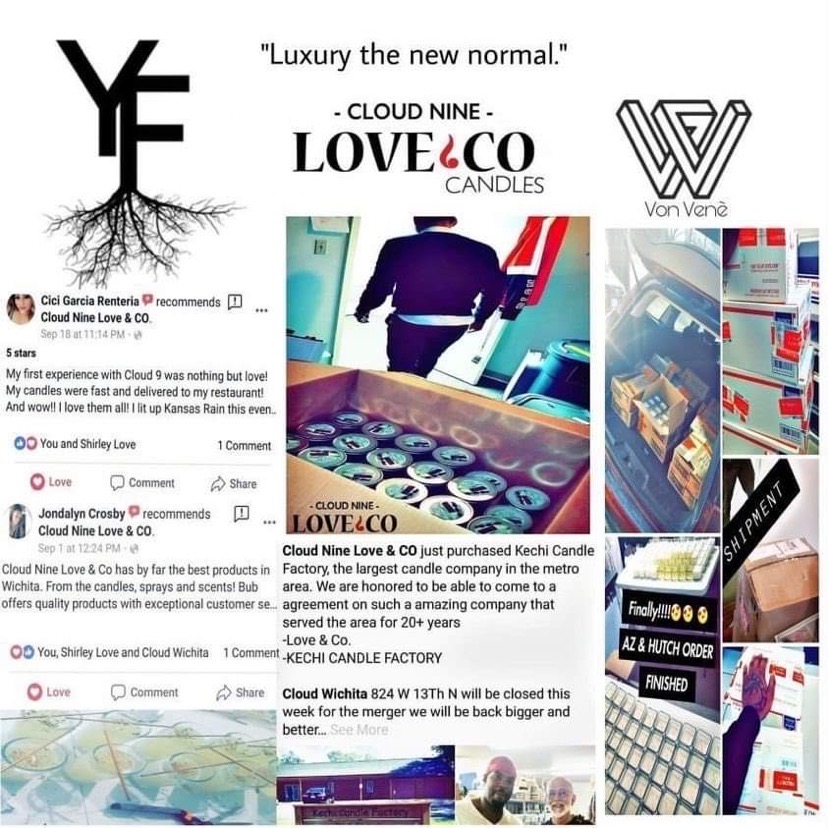 "Luxury the new normal."
YF
- CLOUD NINE -
LOVE & CO
CANDLES
Von Venē
Cici Garcia Renteria recommends
Cloud Nine Love & CO.
Sep 18 at 11:14 PM ·
5 stars
My first experience with Cloud 9 was nothing but love!
My candles were fast and delivered to my restaurant!
And wow!! I love them all! I lit up Kansas Rain this even..
You and Shirley Love 1 Comment
Love Comment Share
Jondalyn Crosby recommends
Cloud Nine Love & CO.
Sep 1 at 12:24 PM ·
Cloud Nine Love & Co has by far the best products in
Wichita. From the candles, sprays and scents! Bub
offers quality products with exceptional customer se...
You, Shirley Love and Cloud Wichita 1 Comment
Love Comment Share
- CLOUD NINE -
LOVE & CO
Cloud Nine Love & CO just purchased Kechi Candle
Factory, the largest candle company in the metro
area. We are honored to be able to come to a
agreement on such a amazing company that
served the area for 20+ years
-Love & Co.
-KECHI CANDLE FACTORY
Cloud Wichita 824 W 13Th N will be closed this
week for the merger we will be back bigger and
better... See More
Kechi Candle Factory
SHIPMENT
Finally!!!!
AZ & HUTCH ORDER
FINISHED